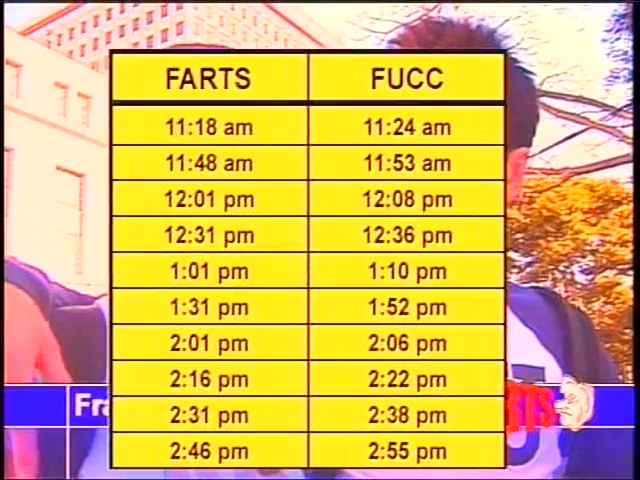 FARTS FUCC
11:18 am 11:24 am
11:48 am 11:53 am
12:01 pm 12:08 pm
12:31 pm 12:36 pm
1:01 pm 1:10 pm
1:31 pm 1:52 pm
2:01 pm 2:06 pm
2:16 pm 2:22 pm
2:31 pm 2:38 pm
2:46 pm 2:55 pm